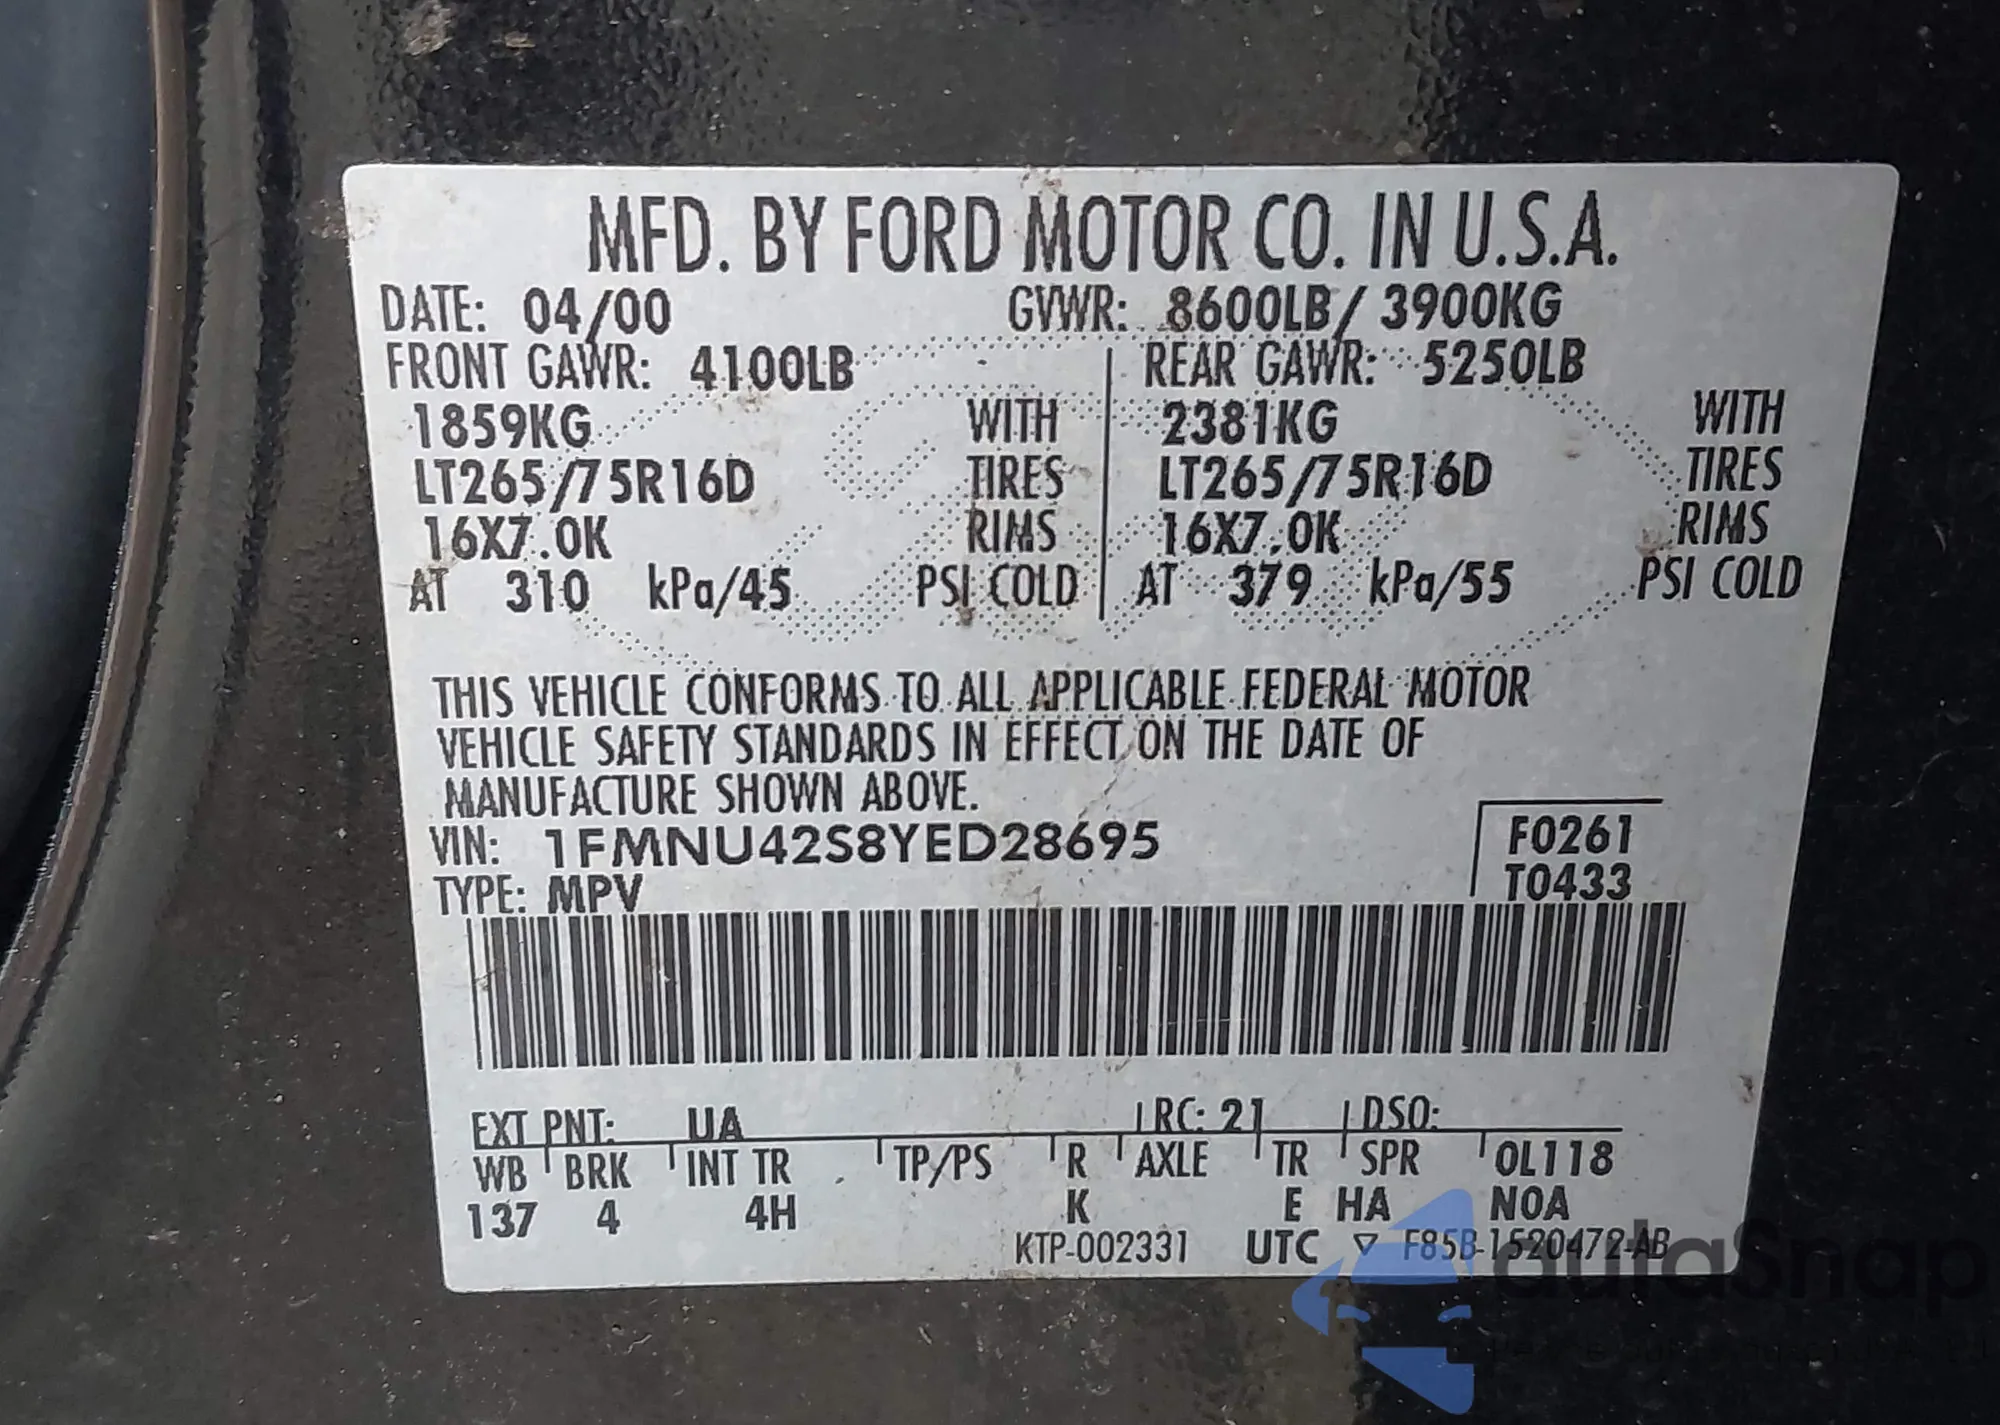 MFD. BY FORD MOTOR CO. IN U.S.A.
DATE: 04/00 GVWR: 8600LB/ 3900KG
FRONT GAWR: 4100LB REAR GAWR: 5250LB
1859KG WITH 2381KG WITH
LT265/75R16D TIRES LT265/75R16D TIRES
16X7.0K RIMS 16X7.0K RIMS
AT 310 kPa/45 PSI COLD AT 379 kPa/55 PSI COLD
THIS VEHICLE CONFORMS TO ALL APPLICABLE FEDERAL MOTOR
VEHICLE SAFETY STANDARDS IN EFFECT ON THE DATE OF
MANUFACTURE SHOWN ABOVE.
VIN: 1FMNU42S8YED28695 F0261
TYPE: MPV T0433
EXT PNT: UA RC: 21 DSO:
WB BRK INT TR TP/PS R AXLE TR SPR 0L118
137 4 4H K E HA NOA
KTP-002331 UTC ▽ F85B-1520472-AB
autaSnap